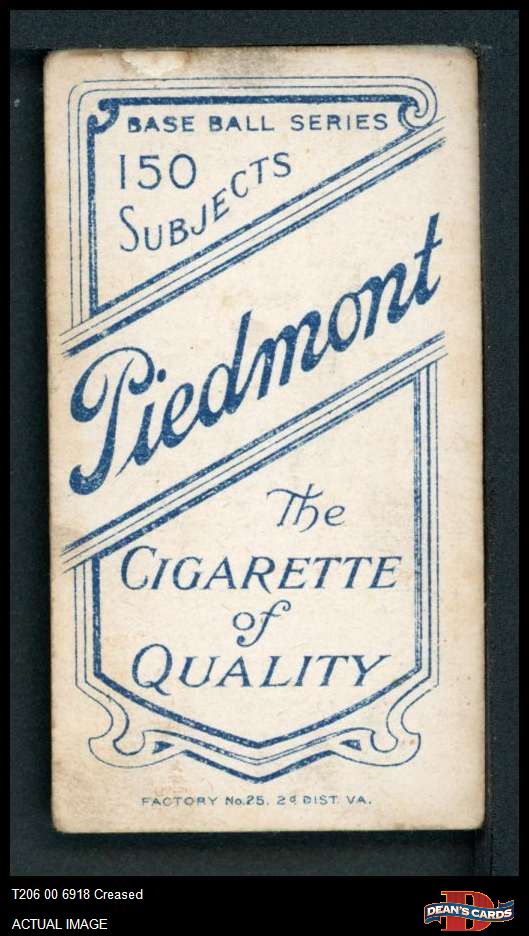 BASE BALL SERIES
150
SUBJECTS
Piedmont
The
CIGARETTE
of
QUALITY
FACTORY No. 25, 2d DIST. VA.
T206 00 6918 Creased
ACTUAL IMAGE
D
DEAN'S CARDS